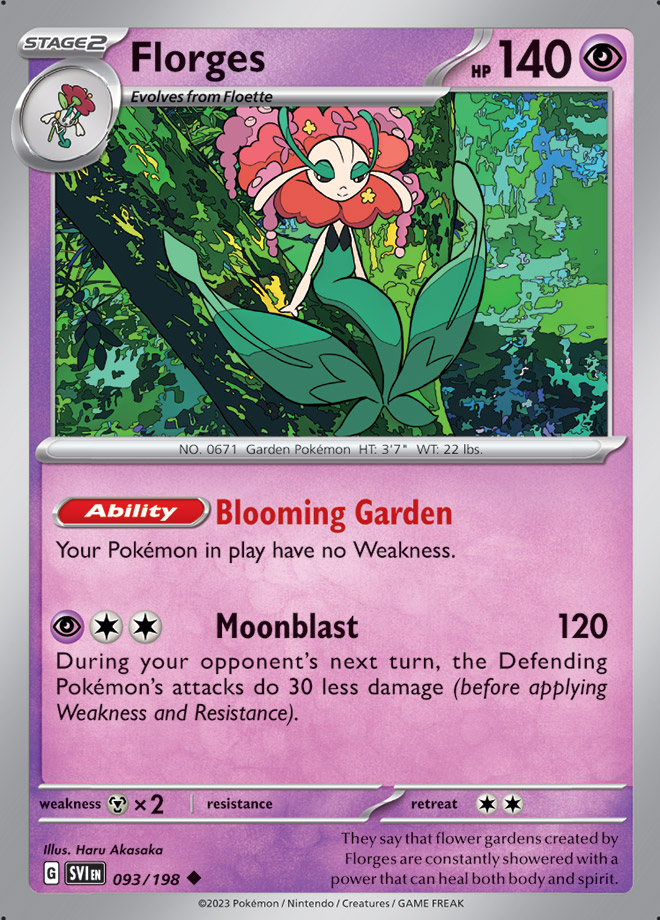 STAGE2
Florges
HP 140
Evolves from Floette
NO. 0671 Garden Pokémon HT: 3'7" WT: 22 lbs.
Ability Blooming Garden
Your Pokémon in play have no Weakness.
Moonblast 120
During your opponent's next turn, the Defending
Pokémon's attacks do 30 less damage (before applying
Weakness and Resistance).
weakness ×2 resistance retreat
Illus. Haru Akasaka
G SVI EN 093/198
They say that flower gardens created by
Florges are constantly showered with a
power that can heal both body and spirit.
©2023 Pokémon / Nintendo / Creatures / GAME FREAK